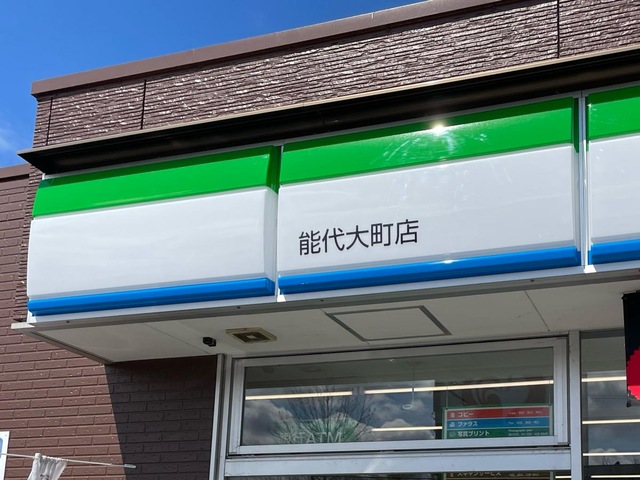 能代大町店
コピー
ファクス
写真プリント